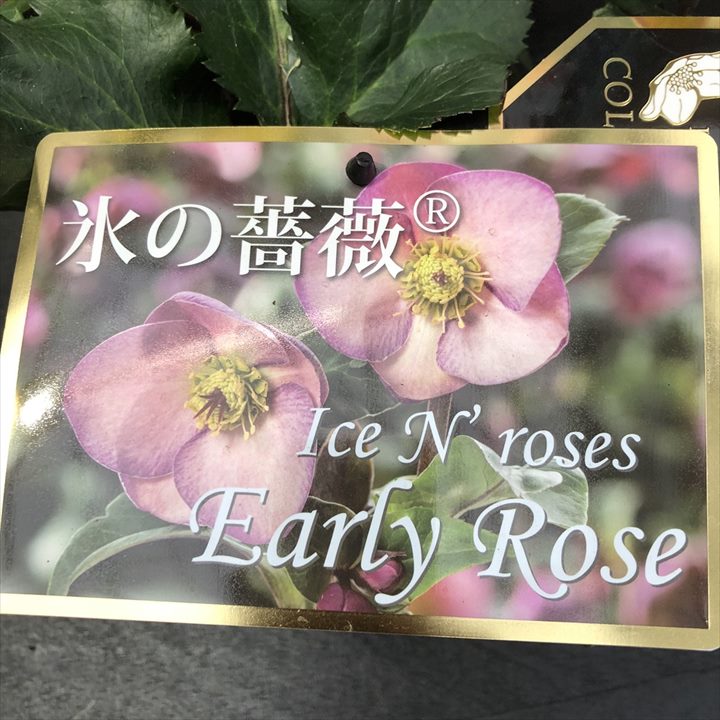 氷の薔薇®
Ice N' roses
Early Rose
COL